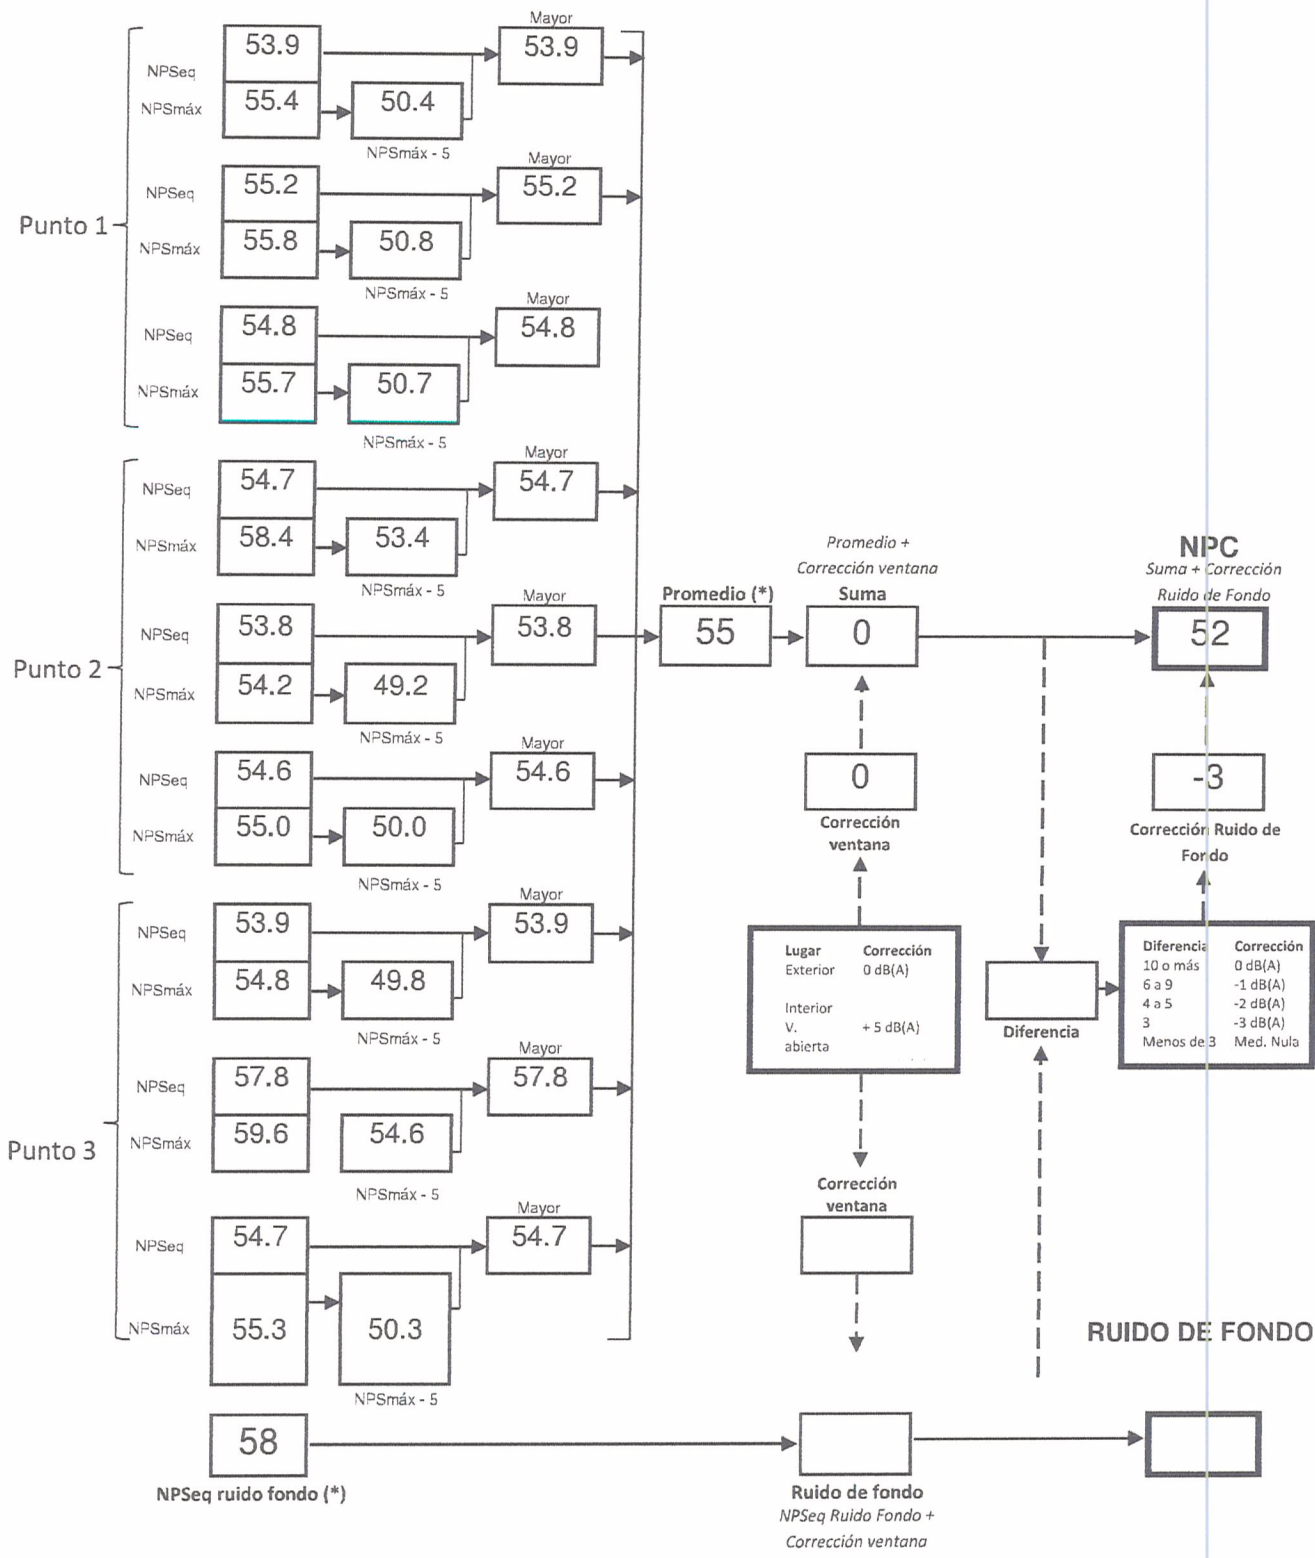 Mayor
53.9
53.9
NPSeq
NPSmáx
55.4
50.4
NPSmáx - 5
Mayor
NPSeq
55.2
55.2
Punto 1
NPSmáx
55.8
50.8
NPSmáx - 5
Mayor
NPSeq
54.8
54.8
NPSmáx
55.7
50.7
NPSmáx - 5
Mayor
NPSeq
54.7
54.7
NPSmáx
58.4
53.4
NPSmáx - 5
Mayor
NPSeq
53.8
53.8
Punto 2
NPSmáx
54.2
49.2
NPSmáx - 5
Mayor
NPSeq
54.6
54.6
NPSmáx
55.0
50.0
NPSmáx - 5
Mayor
NPSeq
53.9
53.9
NPSmáx
54.8
49.8
NPSmáx - 5
Mayor
NPSeq
57.8
57.8
Punto 3
NPSmáx
59.6
54.6
NPSmáx - 5
Mayor
NPSeq
54.7
54.7
NPSmáx
55.3
50.3
NPSmáx - 5
58
NPSeq ruido fondo (*)
Promedio (*)
55
Promedio +
Corrección ventana
Suma
0
0
Corrección
ventana
Lugar Corrección
Exterior 0 dB(A)
Interior
V. + 5 dB(A)
abierta
Corrección
ventana
Ruido de fondo
NPSeq Ruido Fondo +
Corrección ventana
NPC
Suma + Corrección
Ruido de Fondo
52
-3
Corrección Ruido de
Fondo
Diferencia
Diferencia Corrección
10 o más 0 dB(A)
6 a 9 -1 dB(A)
4 a 5 -2 dB(A)
3 -3 dB(A)
Menos de 3 Med. Nula
RUIDO DE FONDO